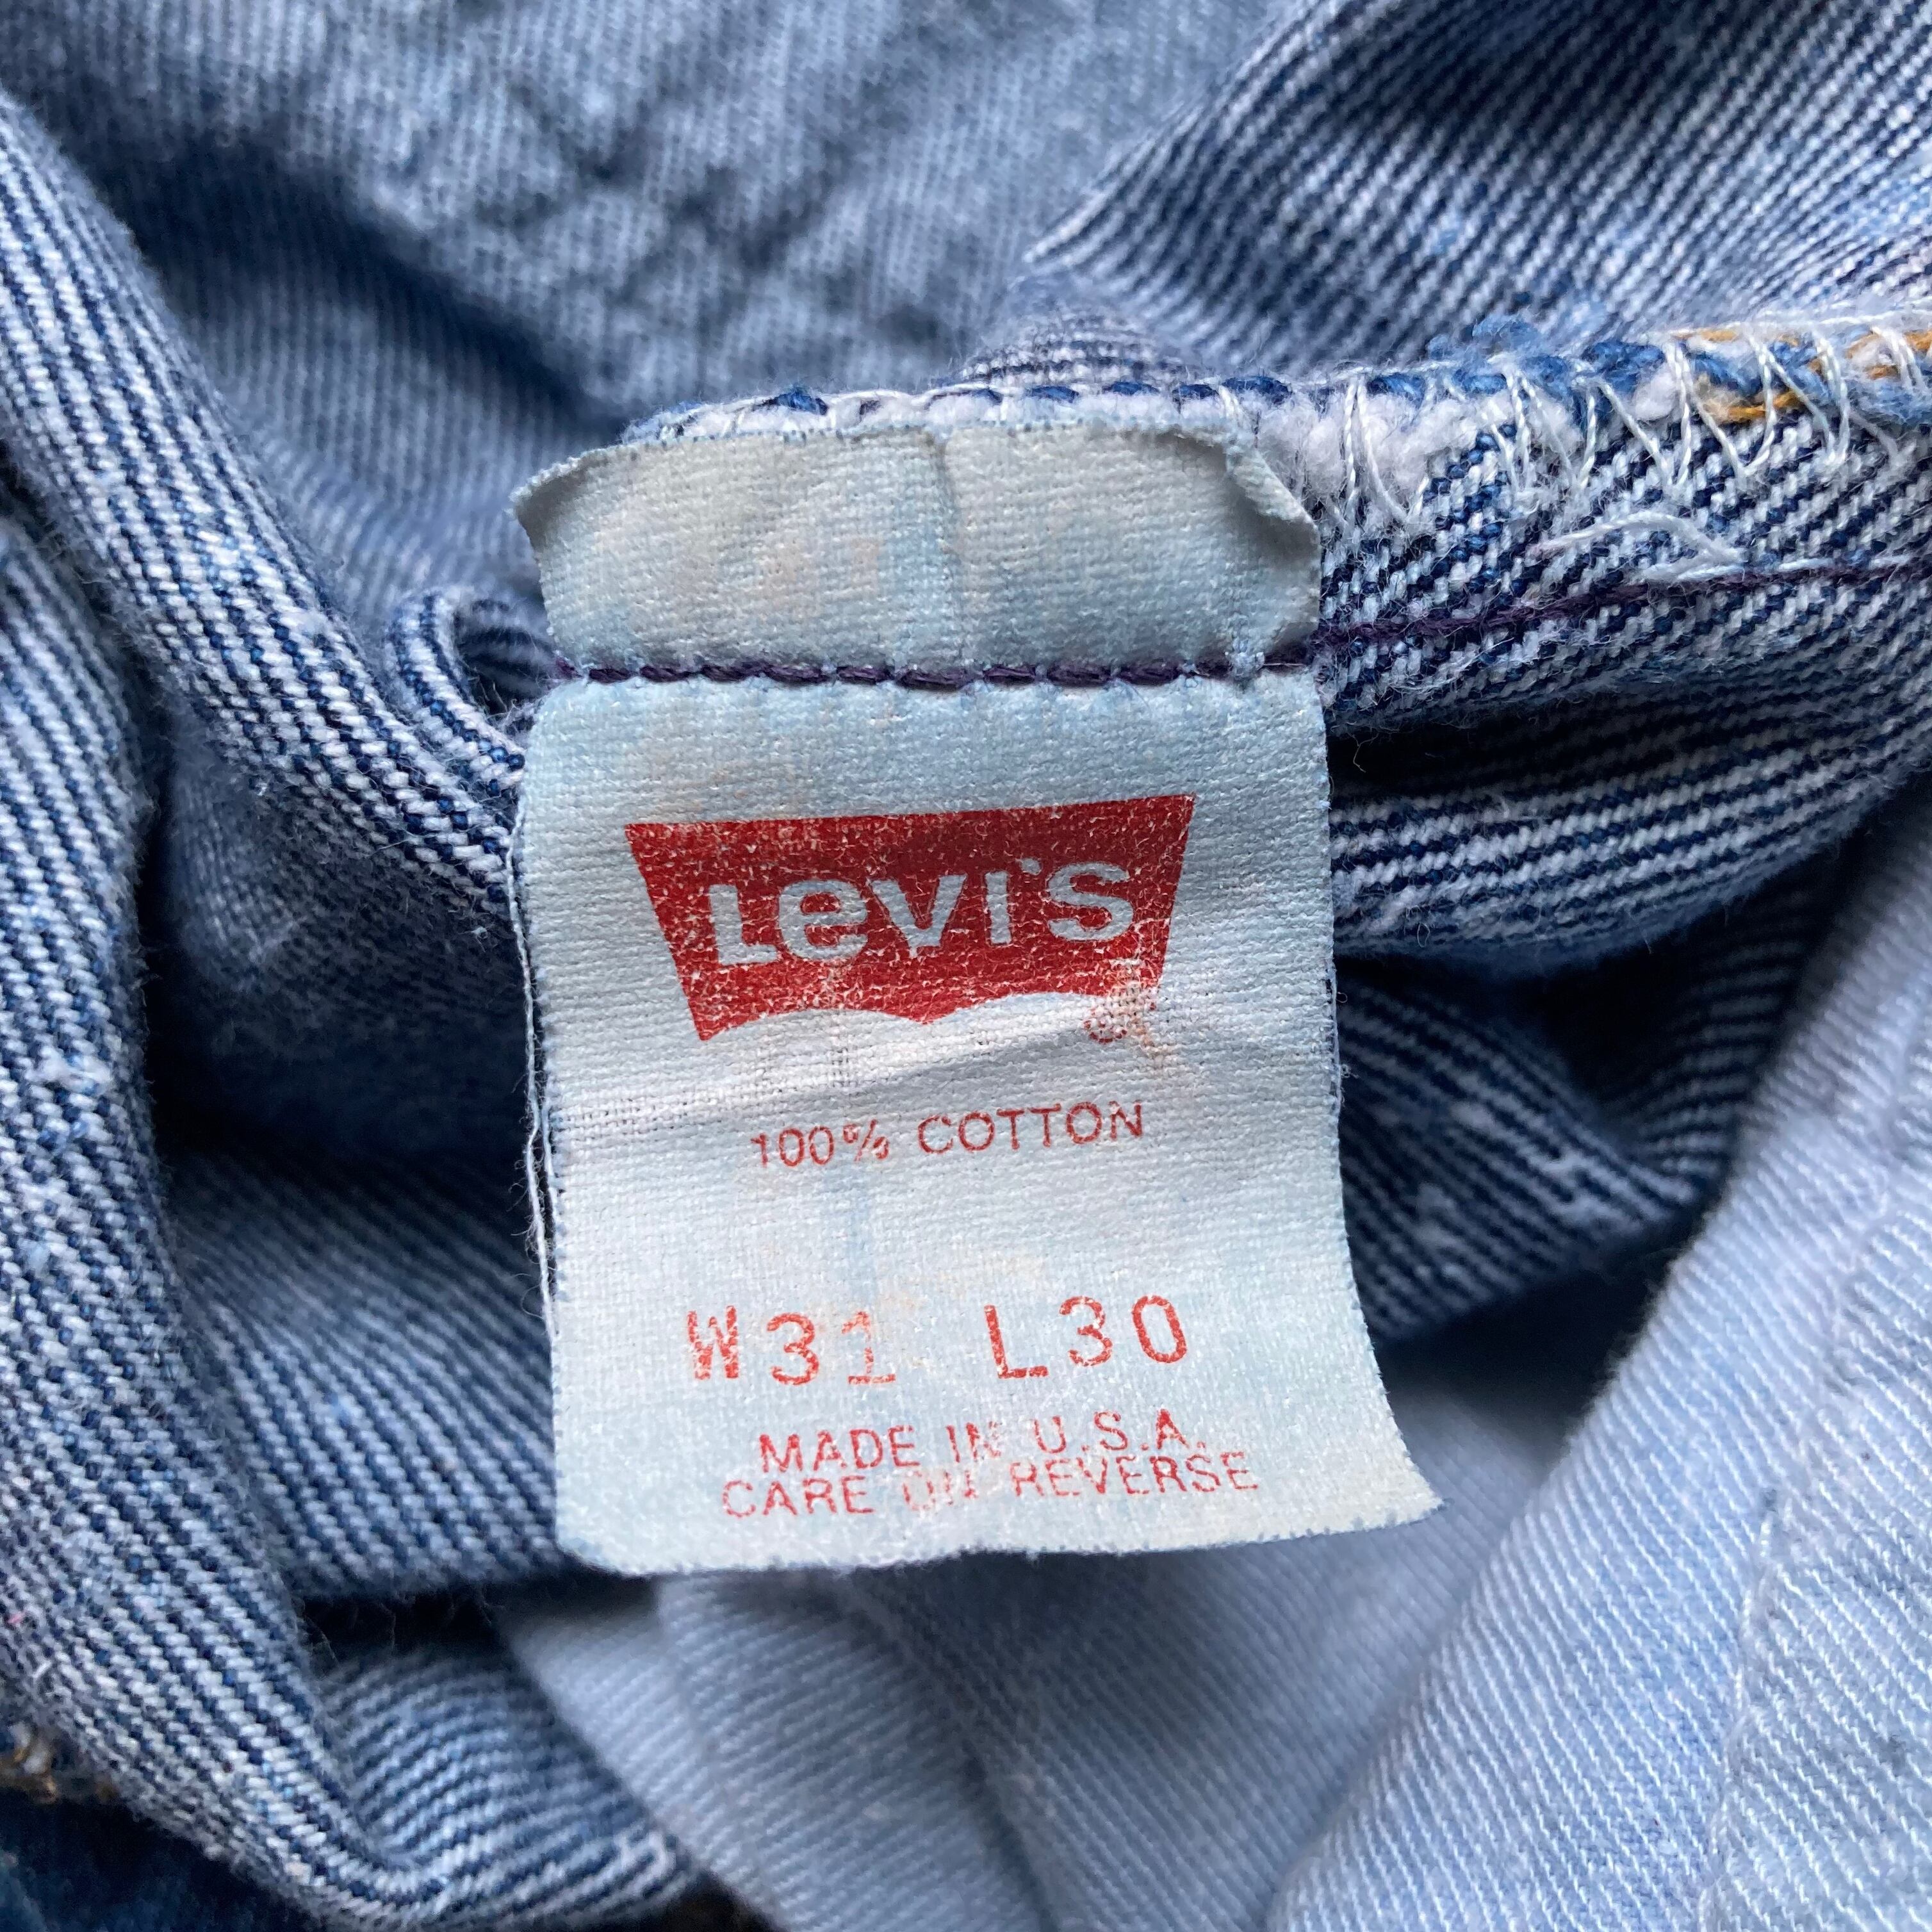 Levi's
®
100% COTTON
W31 L30
MADE IN U.S.A.
CARE ON REVERSE